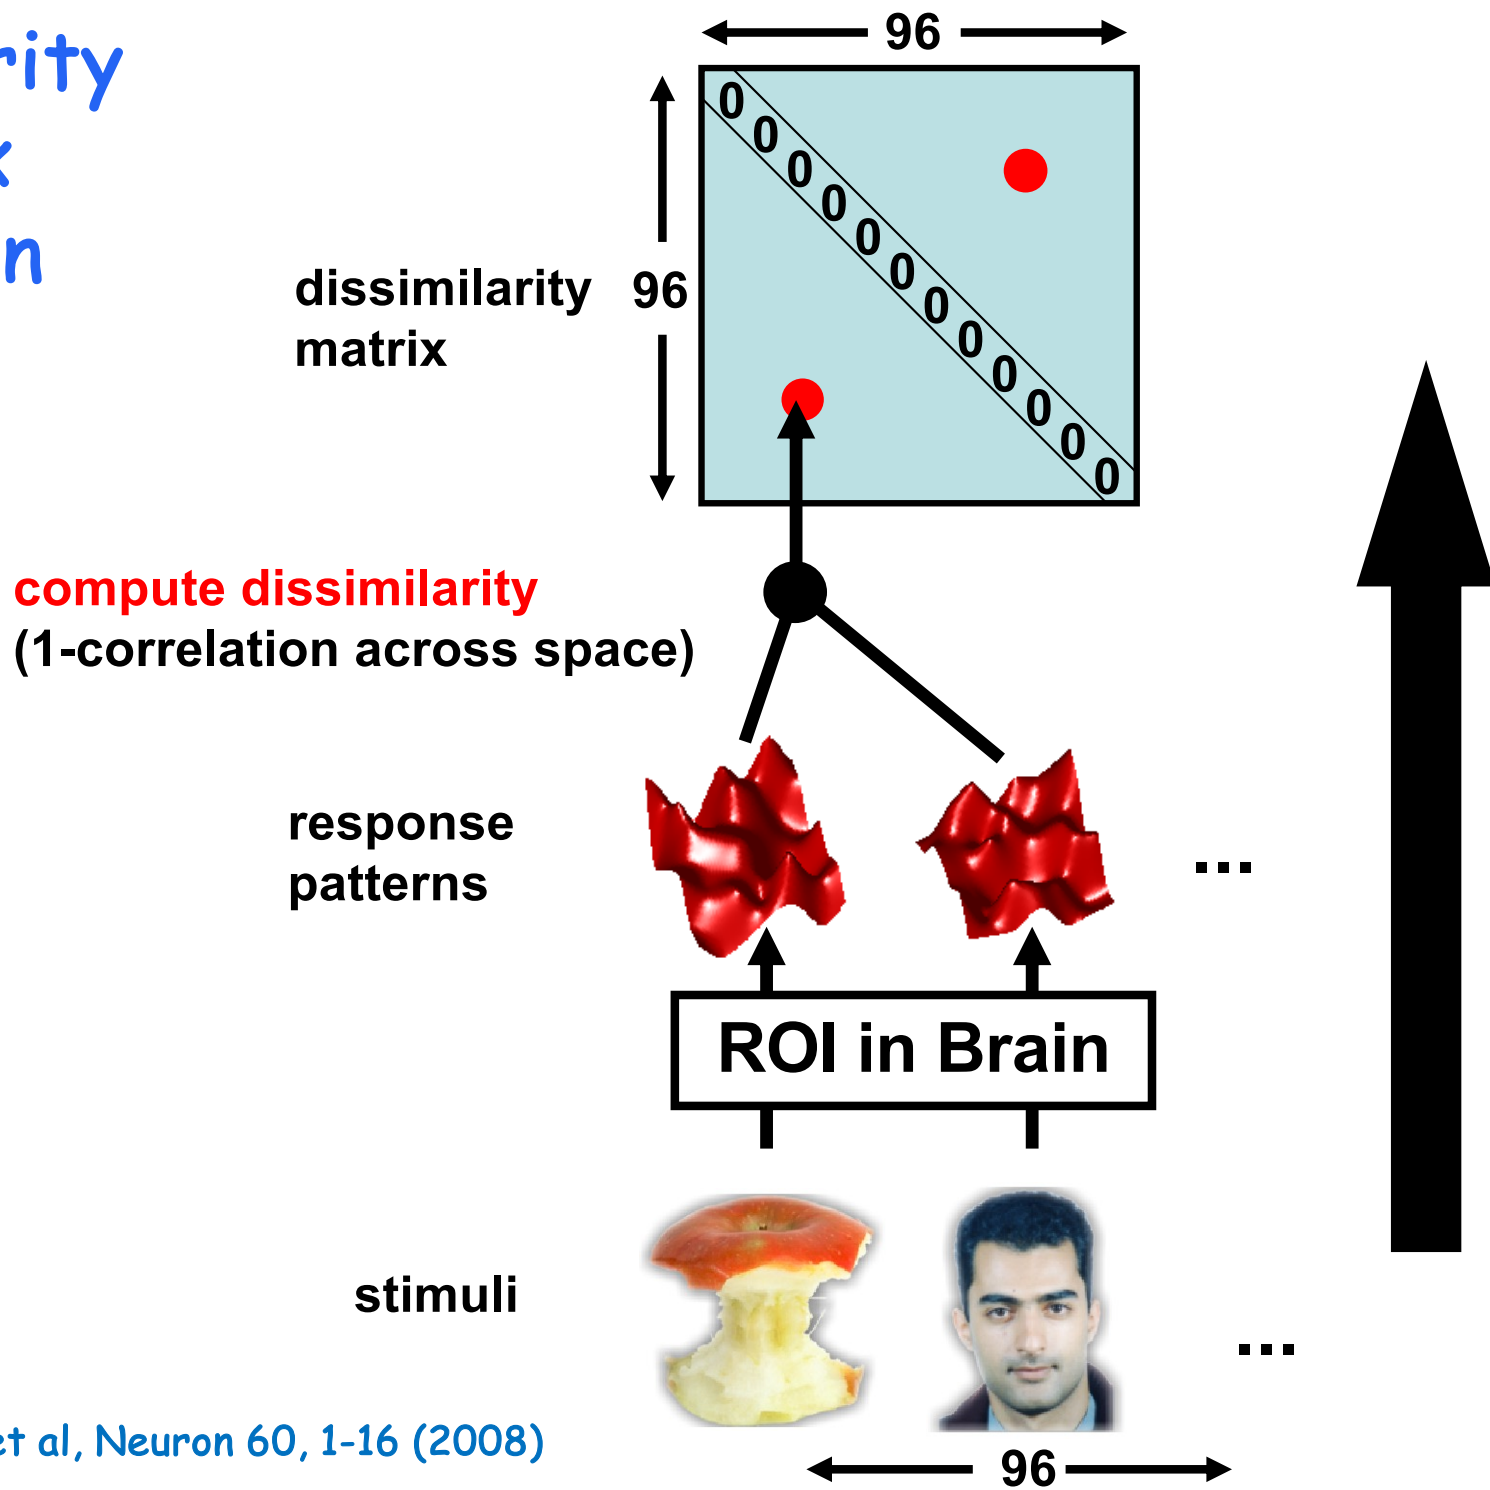 rity
x
n
96
0
0
0
0
0
0
0
0
0
0
0
0
dissimilarity
matrix
96
compute dissimilarity
(1-correlation across space)
response
patterns
...
ROI in Brain
stimuli
...
et al, Neuron 60, 1-16 (2008)
96